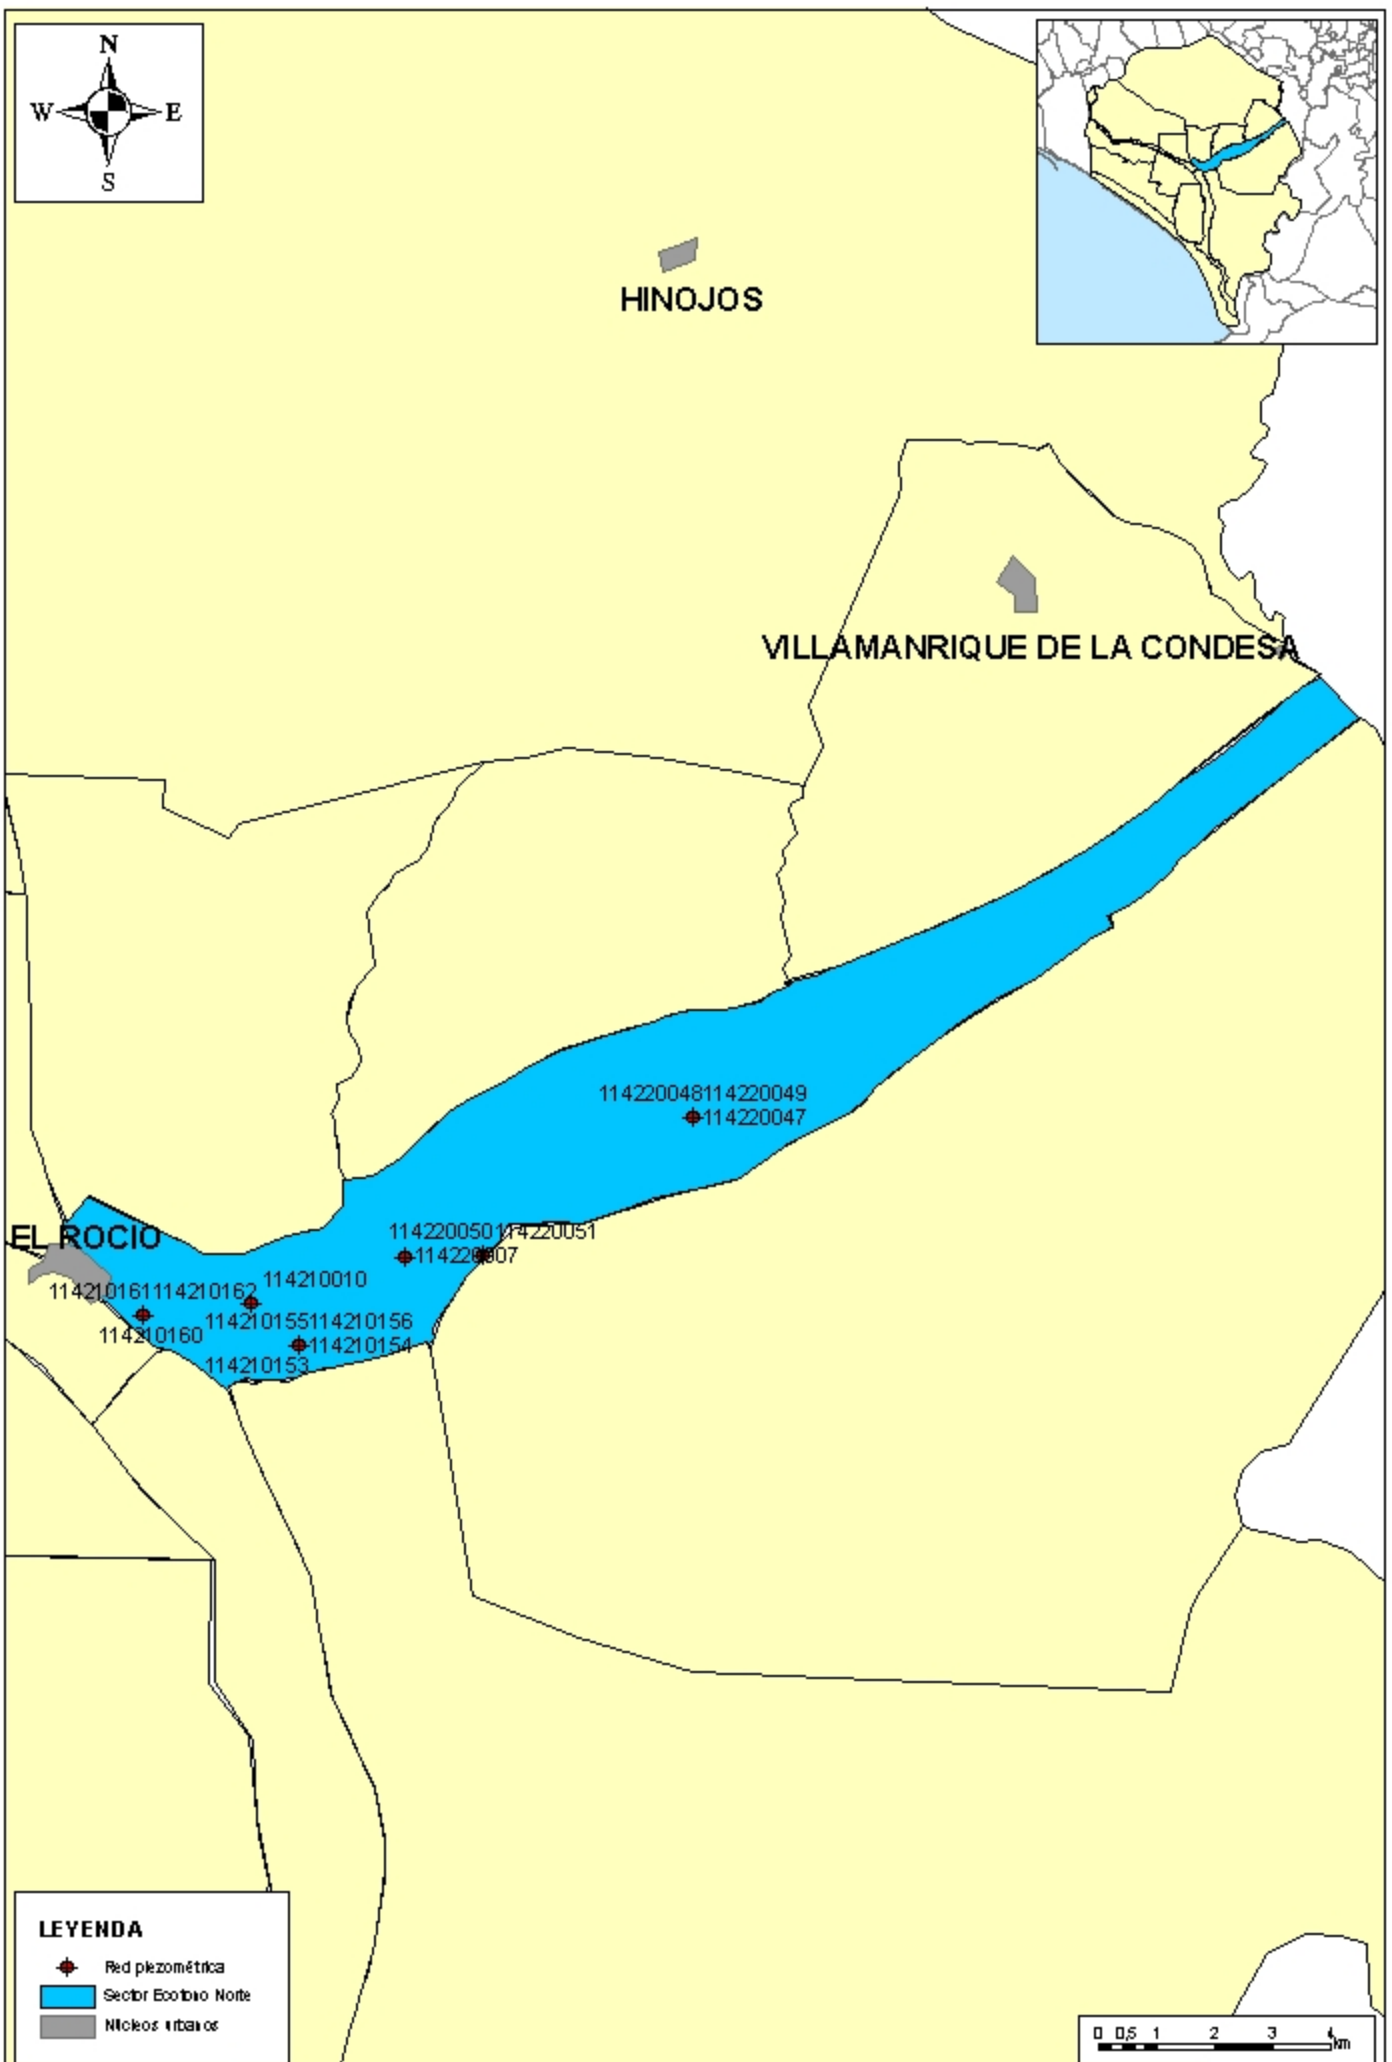 N
W E
S
HINOJOS
VILLAMANRIQUE DE LA CONDESA
114220048114220049
114220047
EL ROCIO
114220050114220051
114220007
114210010
114210161114210162
114210155114210156
114210160
114210154
114210153
LEYENDA
Red piezométrica
Sector Ecotono Norte
Núcleos urbanos
0 0,5 1 2 3 4
km